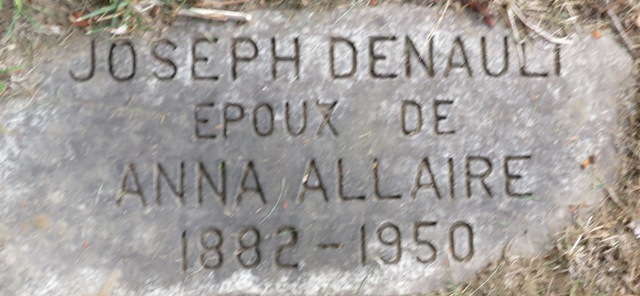 JOSEPH DENAULT
EPOUX DE
ANNA ALLAIRE
1882-1950